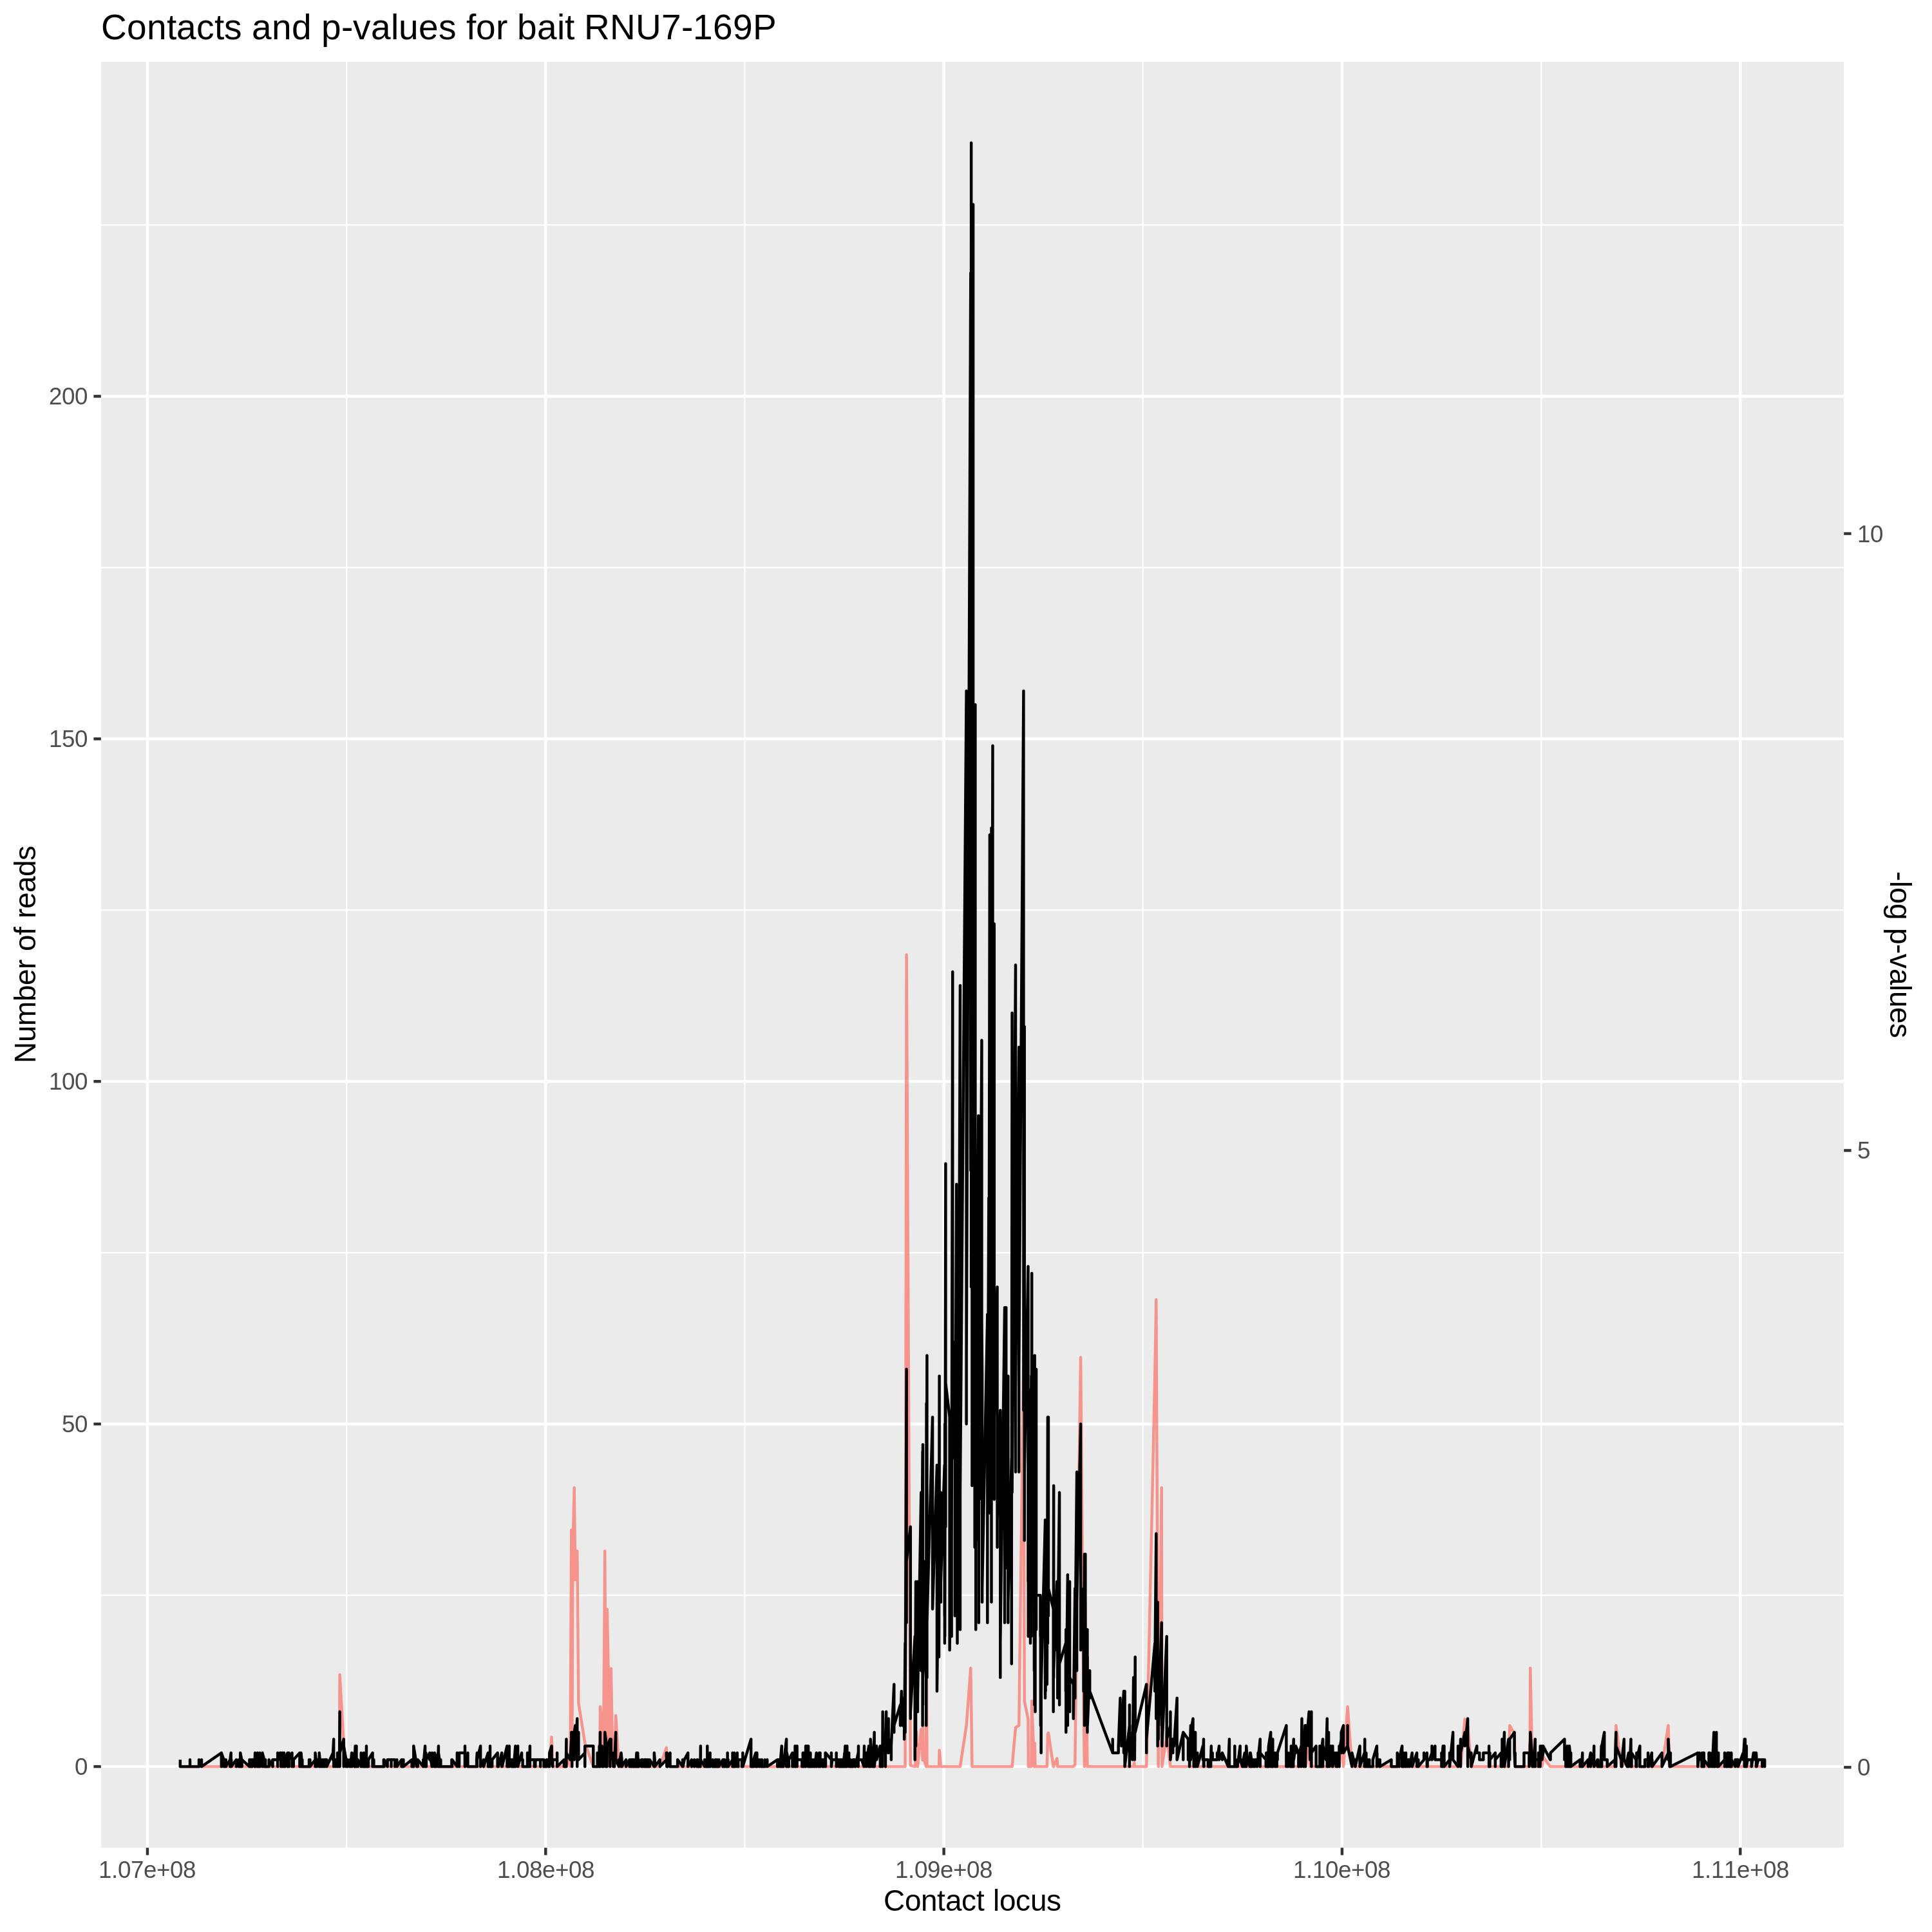 Contacts and p-values for bait RNU7-169P
Number of reads
200
150
100
50
0
10
5
0
-log p-values
1.07e+08 1.08e+08 1.09e+08 1.10e+08 1.11e+08
Contact locus